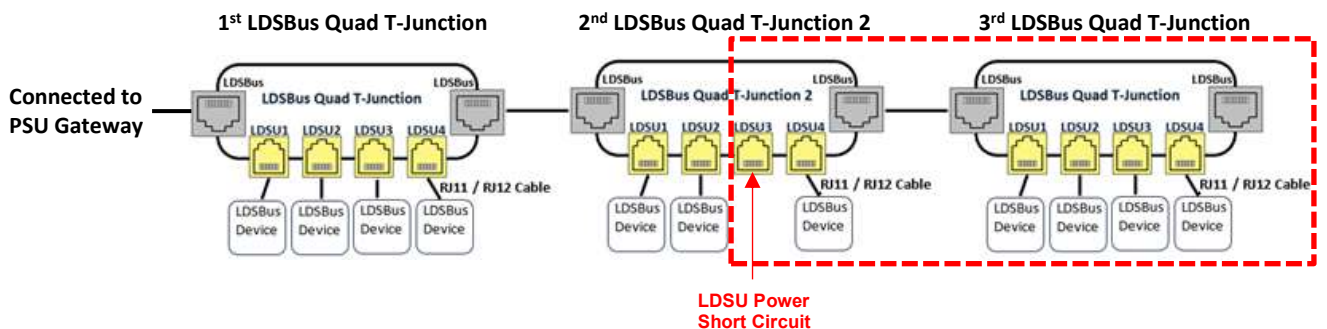 1st LDSBus Quad T-Junction
2nd LDSBus Quad T-Junction 2
3rd LDSBus Quad T-Junction
Connected to
PSU Gateway
LDSBus
LDSBus
LDSBus Quad T-Junction
LDSU1 LDSU2 LDSU3 LDSU4
RJ11 / RJ12 Cable
LDSBus
Device
LDSBus
Device
LDSBus
Device
LDSBus
Device
LDSBus
LDSBus
LDSBus Quad T-Junction 2
LDSU1 LDSU2 LDSU3 LDSU4
RJ11 / RJ12 Cable
LDSBus
Device
LDSBus
Device
LDSBus
Device
LDSBus
LDSBus
LDSBus Quad T-Junction
LDSU1 LDSU2 LDSU3 LDSU4
RJ11 / RJ12 Cable
LDSBus
Device
LDSBus
Device
LDSBus
Device
LDSBus
Device
LDSU Power
Short Circuit